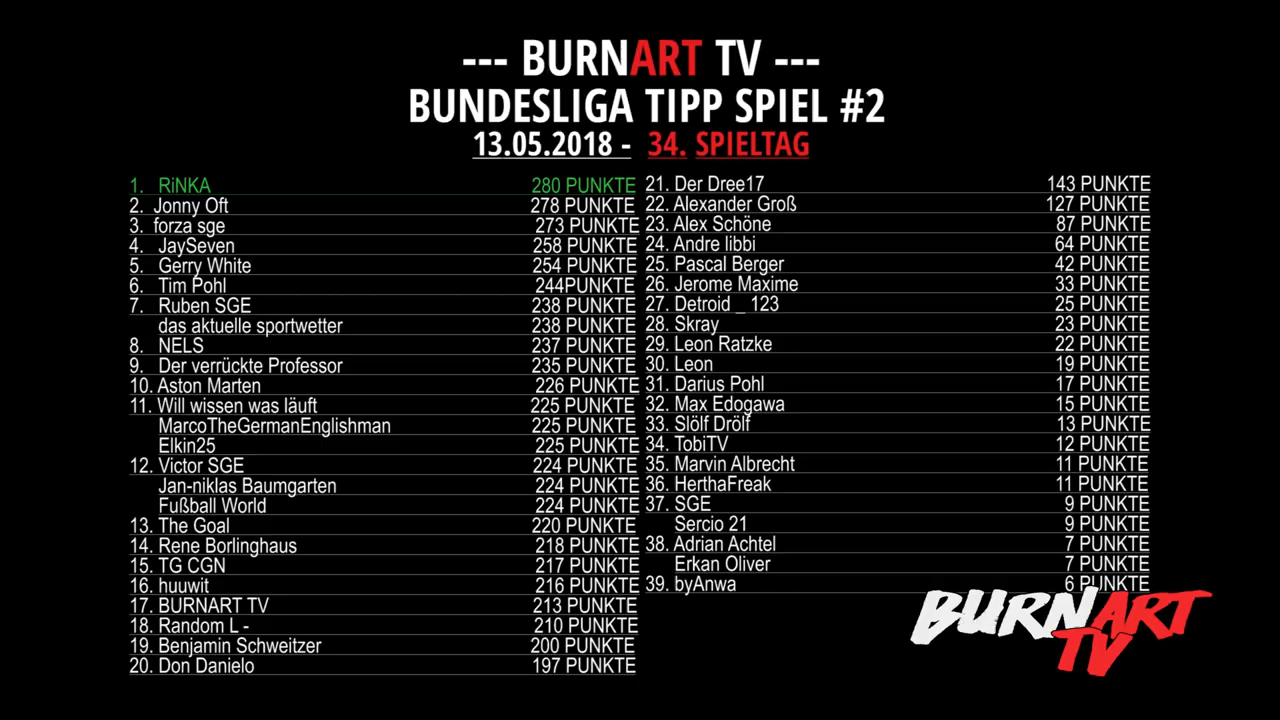 --- BURNART TV ---
BUNDESLIGA TIPP SPIEL #2
13.05.2018 - 34. SPIELTAG
1. RiNKA 280 PUNKTE
2. Jonny Oft 278 PUNKTE
3. forza sge 273 PUNKTE
4. JaySeven 258 PUNKTE
5. Gerry White 254 PUNKTE
6. Tim Pohl 244PUNKTE
7. Ruben SGE 238 PUNKTE
das aktuelle sportwetter 238 PUNKTE
8. NELS 237 PUNKTE
9. Der verrückte Professor 235 PUNKTE
10. Aston Marten 226 PUNKTE
11. Will wissen was läuft 225 PUNKTE
MarcoTheGermanEnglishman 225 PUNKTE
Elkin25 225 PUNKTE
12. Victor SGE 224 PUNKTE
Jan-niklas Baumgarten 224 PUNKTE
Fußball World 224 PUNKTE
13. The Goal 220 PUNKTE
14. Rene Borlinghaus 218 PUNKTE
15. TG CGN 217 PUNKTE
16. huuwit 216 PUNKTE
17. BURNART TV 213 PUNKTE
18. Random L - 210 PUNKTE
19. Benjamin Schweitzer 200 PUNKTE
20. Don Danielo 197 PUNKTE
21. Der Dree17 143 PUNKTE
22. Alexander Groß 127 PUNKTE
23. Alex Schöne 87 PUNKTE
24. Andre libbi 64 PUNKTE
25. Pascal Berger 42 PUNKTE
26. Jerome Maxime 33 PUNKTE
27. Detroid _ 123 25 PUNKTE
28. Skray 23 PUNKTE
29. Leon Ratzke 22 PUNKTE
30. Leon 19 PUNKTE
31. Darius Pohl 17 PUNKTE
32. Max Edogawa 15 PUNKTE
33. Slölf Drölf 13 PUNKTE
34. TobiTV 12 PUNKTE
35. Marvin Albrecht 11 PUNKTE
36. HerthaFreak 11 PUNKTE
37. SGE 9 PUNKTE
Sercio 21 9 PUNKTE
38. Adrian Achtel 7 PUNKTE
Erkan Oliver 7 PUNKTE
39. byAnwa 6 PUNKTE
BURNART
TV